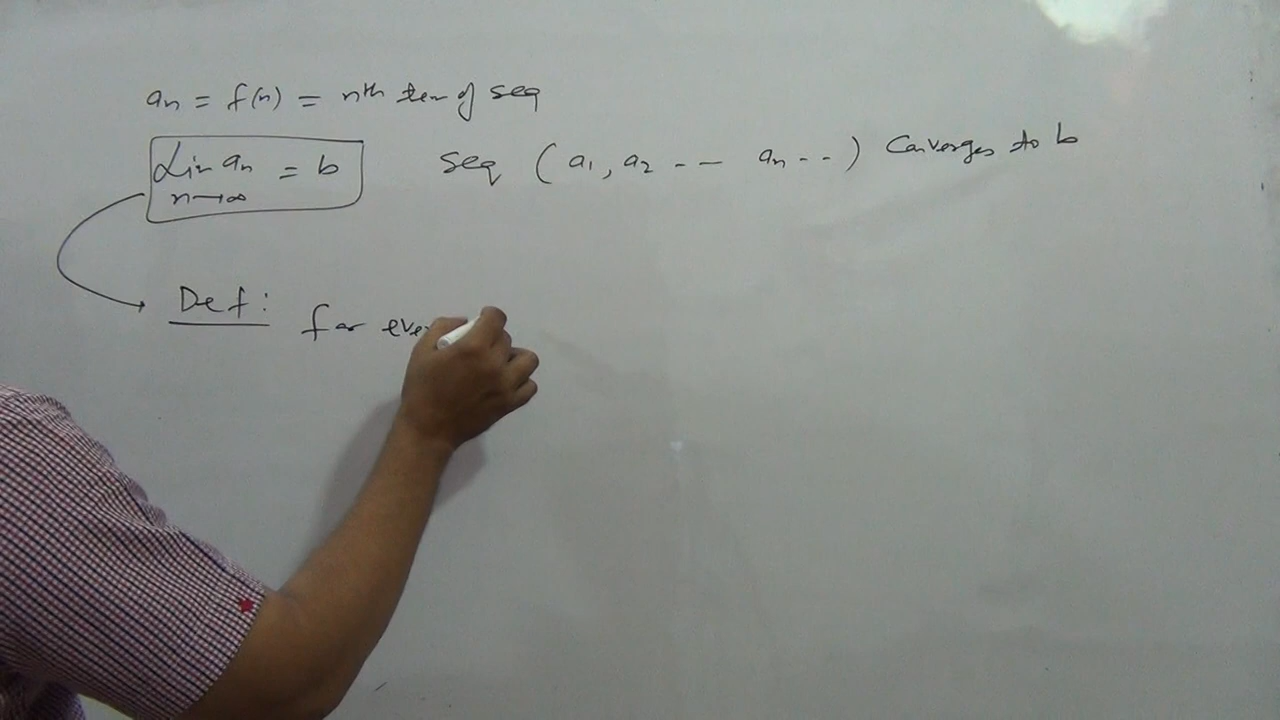 an = f(n) = nth term of seq
Lim an = b seq (a1, a2 -- an -- ) Converges to b
n→∞
Def: for eve